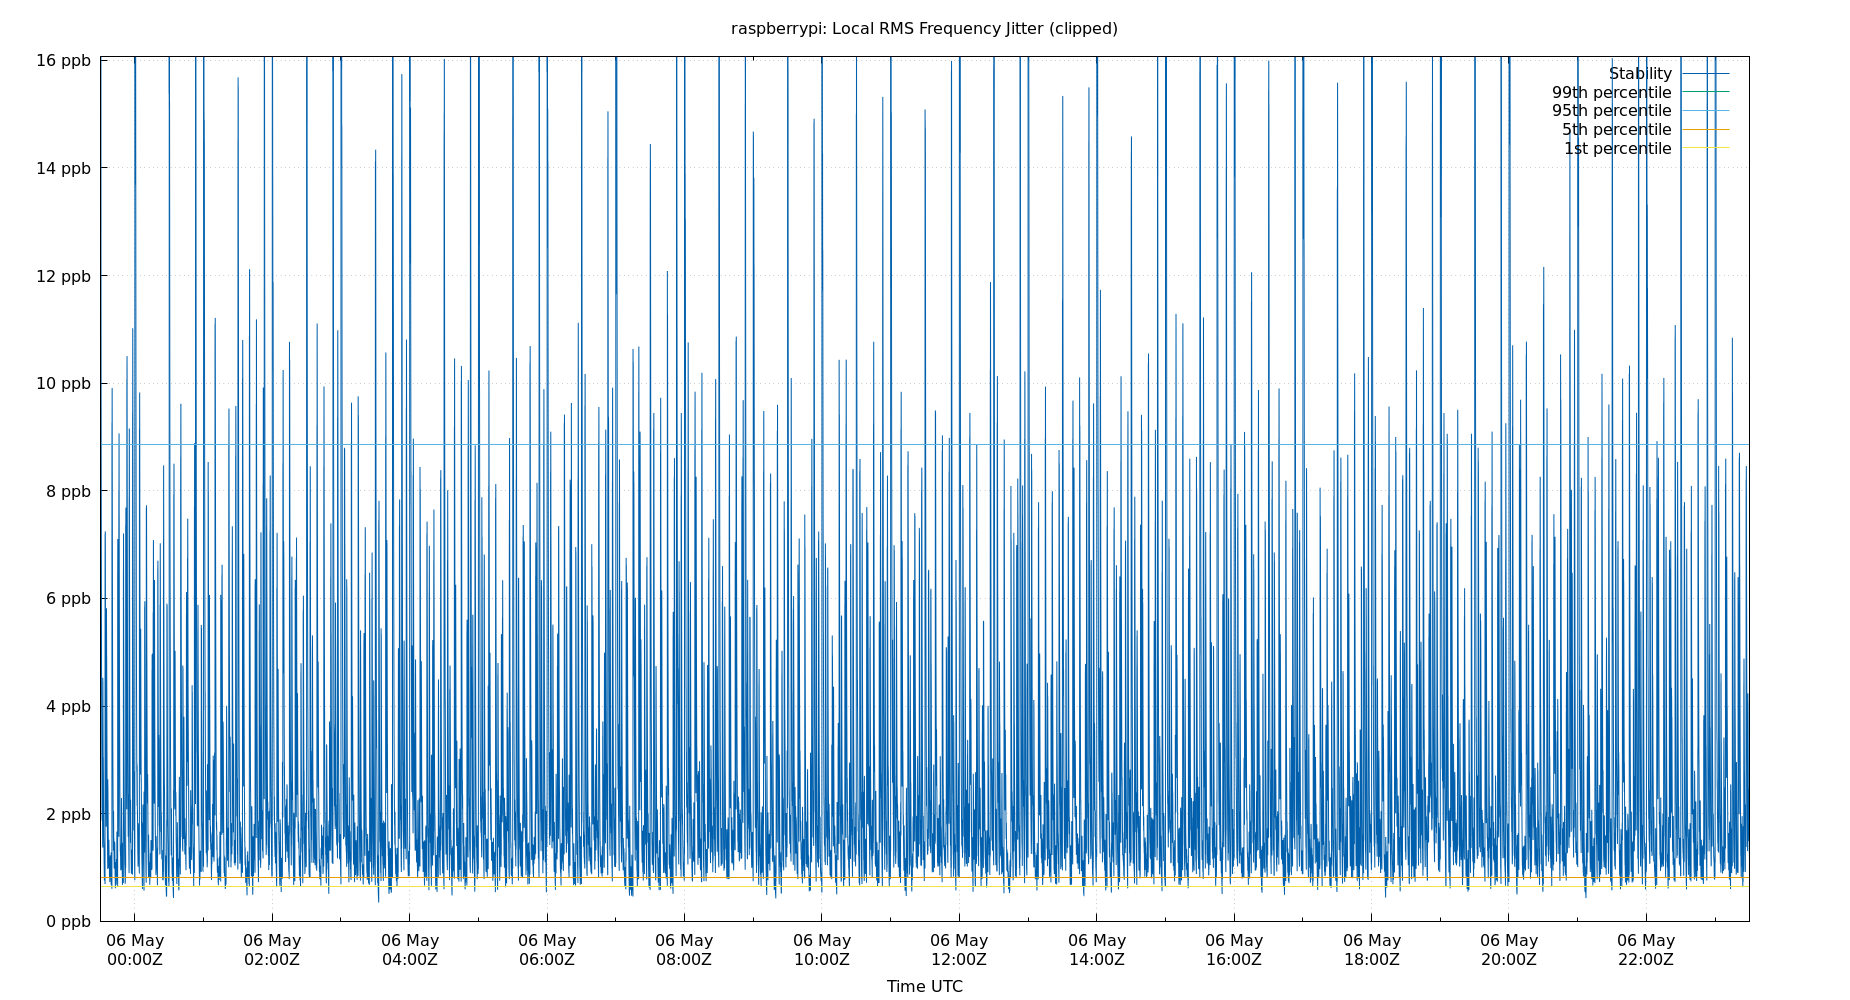 raspberrypi: Local RMS Frequency Jitter (clipped)
16 ppb
14 ppb
12 ppb
10 ppb
8 ppb
6 ppb
4 ppb
2 ppb
0 ppb
Stability
99th percentile
95th percentile
5th percentile
1st percentile
06 May 06 May 06 May 06 May 06 May 06 May 06 May 06 May 06 May 06 May 06 May 06 May
00:00Z 02:00Z 04:00Z 06:00Z 08:00Z 10:00Z 12:00Z 14:00Z 16:00Z 18:00Z 20:00Z 22:00Z
Time UTC